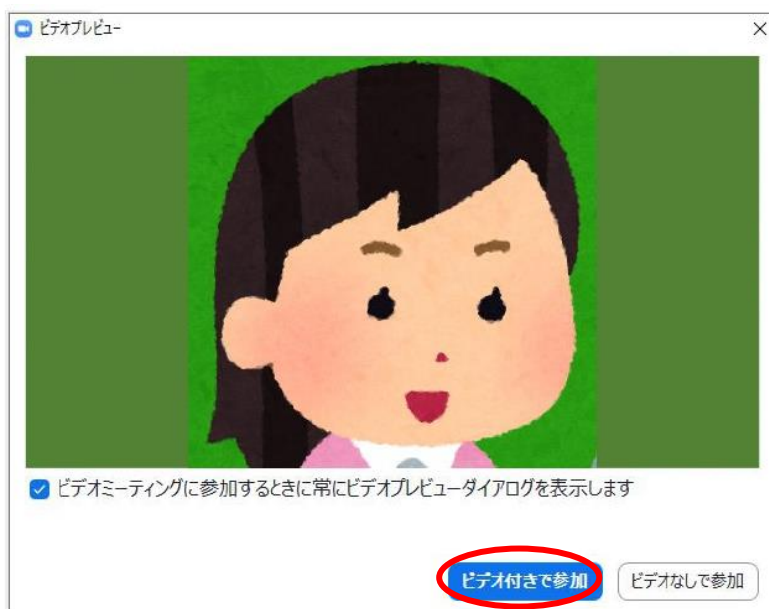 ビデオプレビュー
ビデオミーティングに参加するときに常にビデオプレビューダイアログを表示します
ビデオ付きで参加
ビデオなしで参加